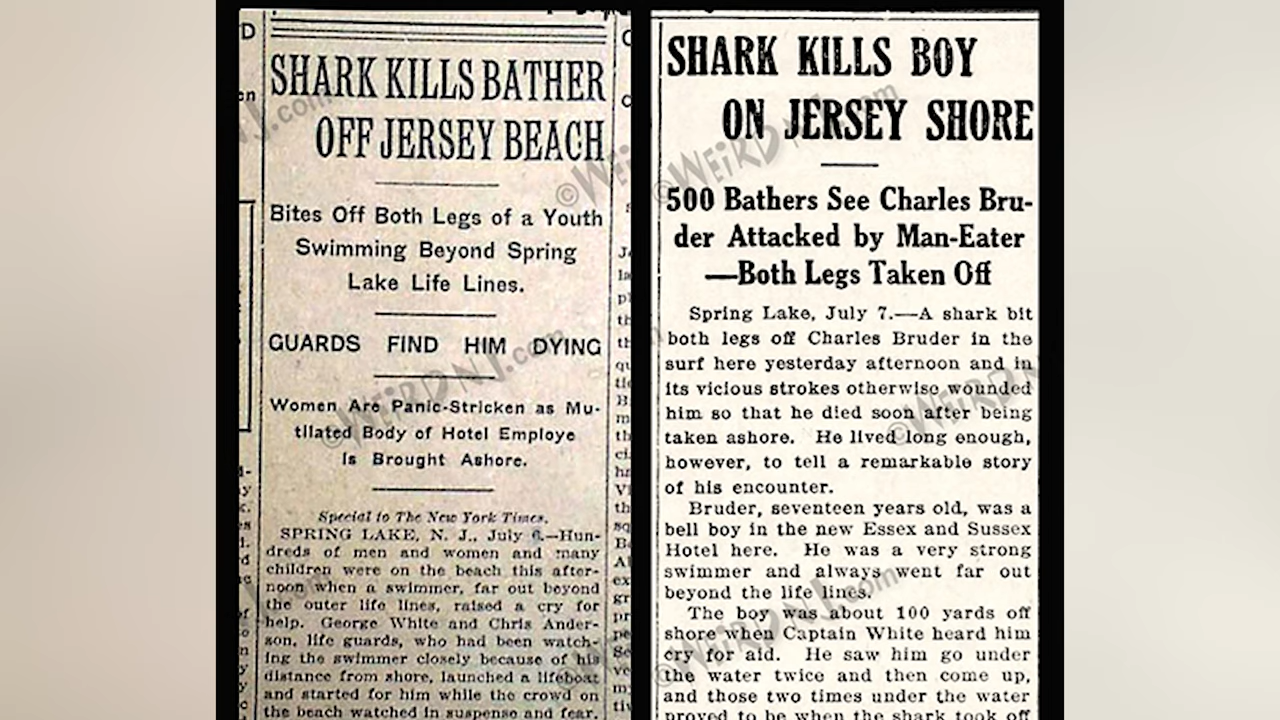 SHARK KILLS BATHER
OFF JERSEY BEACH
Bites Off Both Legs of a Youth
Swimming Beyond Spring
Lake Life Lines.
GUARDS FIND HIM DYING
Women Are Panic-Stricken as Mu-
tilated Body of Hotel Employe
Is Brought Ashore.
Special to The New York Times.
SPRING LAKE, N. J., July 6.—Hun-
dreds of men and women and many
children were on the beach this after-
noon when a swimmer, far out beyond
the outer life lines, raised a cry for
help. George White and Chris Ander-
son, life guards, who had been watch-
ing the swimmer closely because of his
distance from shore, launched a lifeboat
and started for him while the crowd on
the beach watched in suspense and fear.
SHARK KILLS BOY
ON JERSEY SHORE
500 Bathers See Charles Bru-
der Attacked by Man-Eater
—Both Legs Taken Off
Spring Lake, July 7.—A shark bit
both legs off Charles Bruder in the
surf here yesterday afternoon and in
its vicious strokes otherwise wounded
him so that he died soon after being
taken ashore. He lived long enough,
however, to tell a remarkable story
of his encounter.
Bruder, seventeen years old, was a
bell boy in the new Essex and Sussex
Hotel here. He was a very strong
swimmer and always went far out
beyond the life lines.
The boy was about 100 yards off
shore when Captain White heard him
cry for aid. He saw him go under
the water twice and then come up,
and those two times under the water
proved to be when the shark took off
©WEIRDNJ.com